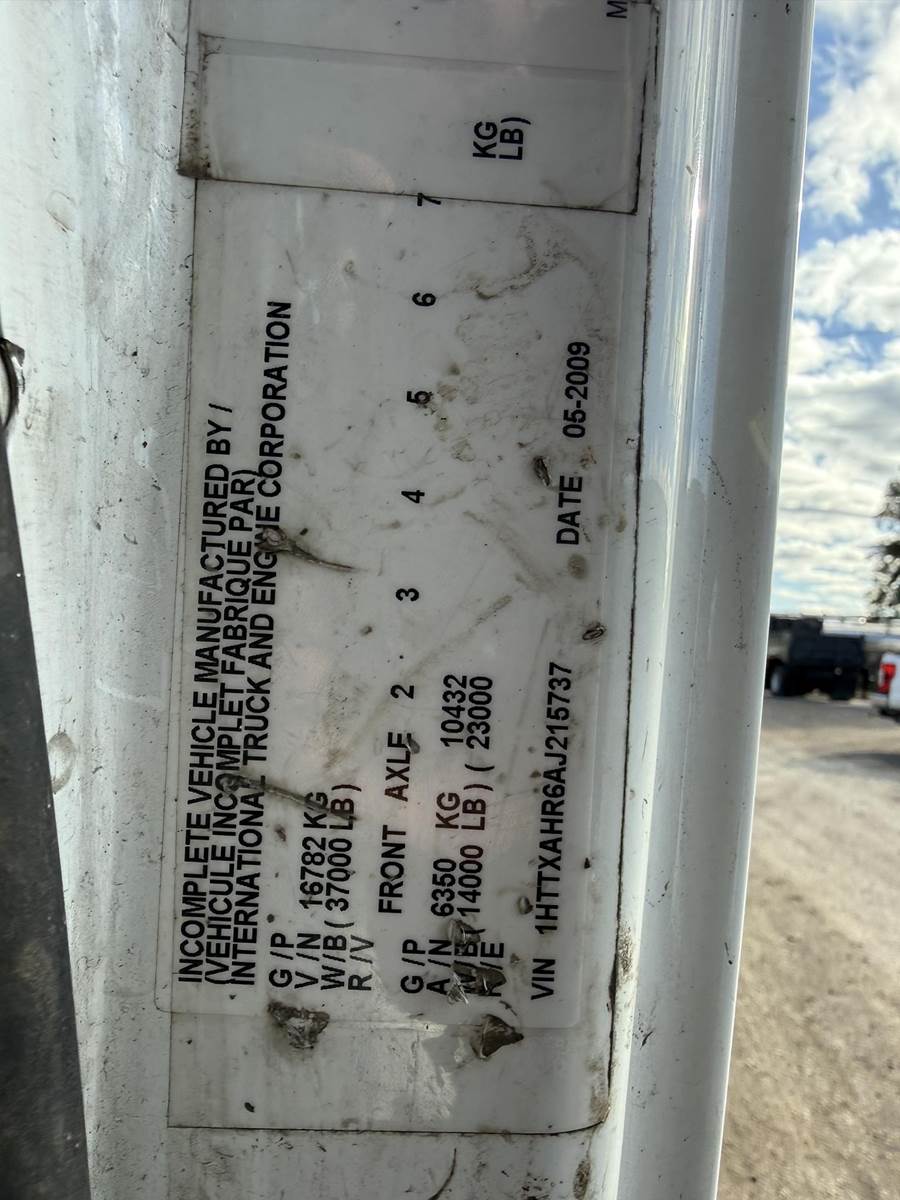 INCOMPLETE VEHICLE MANUFACTURED BY /
(VEHICULE INCOMPLET FABRIQUE PAR)
INTERNATIONAL TRUCK AND ENGINE CORPORATION
G /P
V /N 16782 KG
W/B ( 37000 LB )
R /V
FRONT AXLE 2 3 4 5 6 7
G /P
A /N 6350 KG 10432 KG
W/B ( 14000 LB ) ( 23000 LB )
R/E
VIN 1HTTXAHR6AJ215737 DATE 05-2009
M